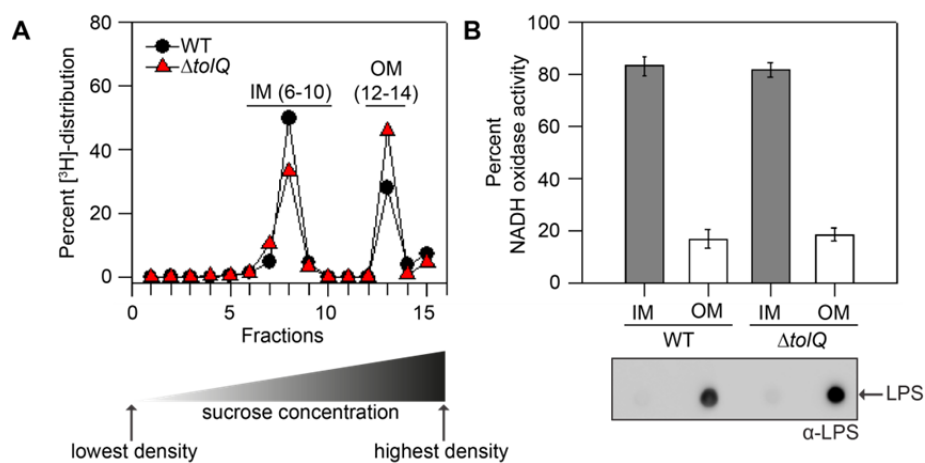 A
80
60
40
20
0
Percent [³H]-distribution
WT
ΔtolQ
IM (6-10)
OM
(12-14)
0
5
10
15
Fractions
sucrose concentration
lowest density
highest density
B
100
80
60
40
20
0
Percent
NADH oxidase activity
IM
OM
IM
OM
WT
ΔtolQ
LPS
α-LPS